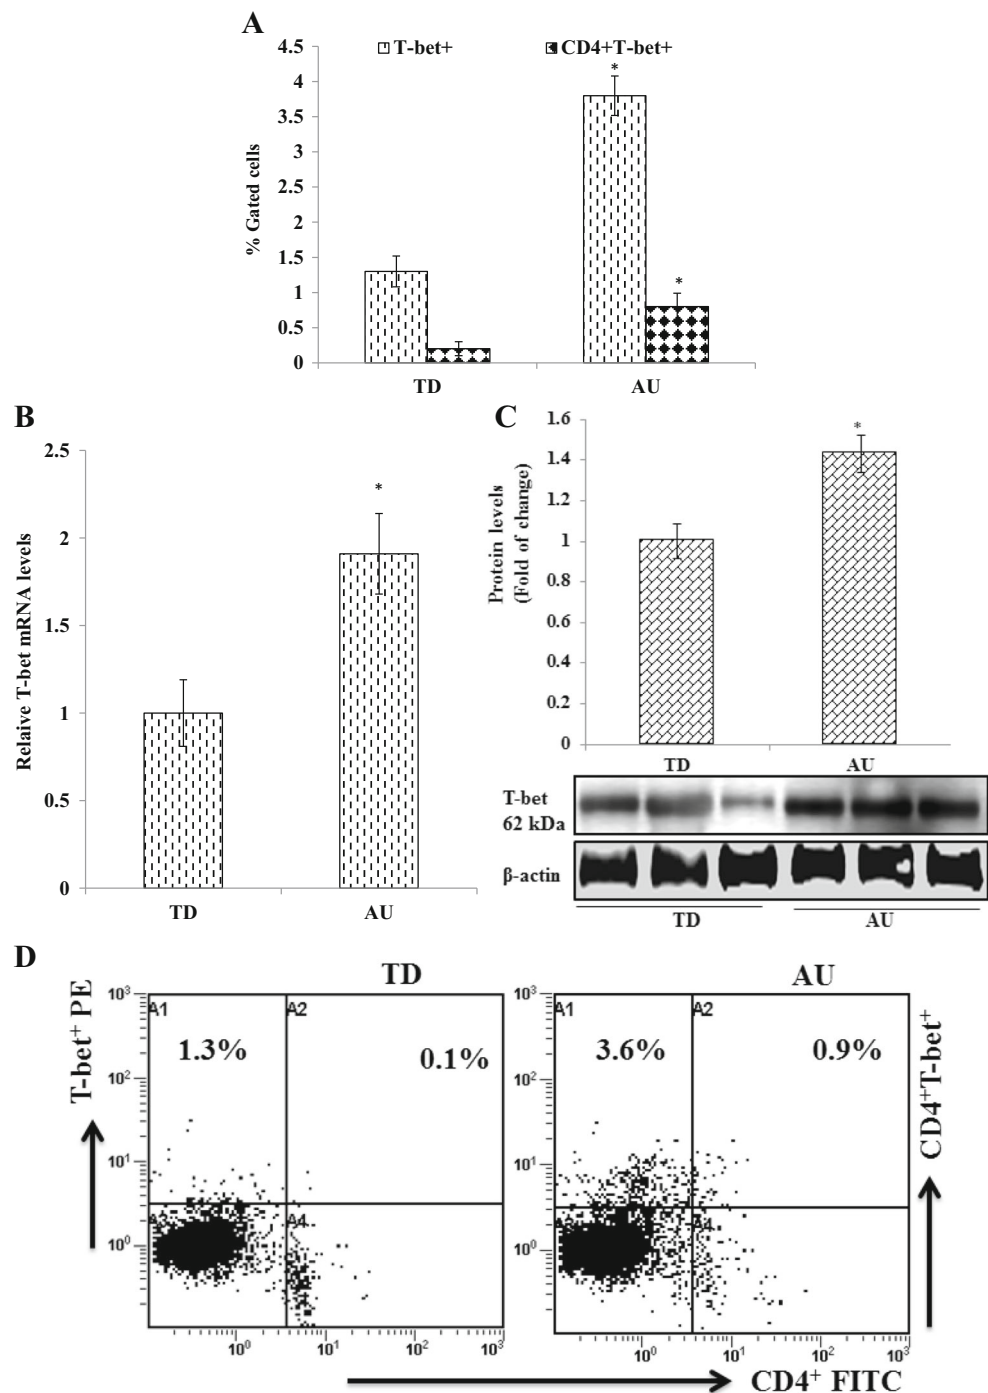 A
T-bet+
CD4+T-bet+
4.5
4
3.5
3
2.5
2
1.5
1
0.5
0
% Gated cells
*
*
TD
AU
B
2.5
2
1.5
1
0.5
0
Relaive T-bet mRNA levels
*
TD
AU
C
1.6
1.4
1.2
1
0.8
0.6
0.4
0.2
0
Protein levels
(Fold of change)
*
TD
AU
T-bet
62 kDa
β-actin
TD
AU
D
TD
AU
T-bet⁺ PE
10³
10²
10¹
10⁰
A1
A2
1.3%
0.1%
A3
A4
10⁰
10¹
10²
10³
10³
10²
10¹
10⁰
A1
A2
3.6%
0.9%
A3
A4
10⁰
10¹
10²
10³
CD4⁺T-bet⁺
CD4⁺ FITC